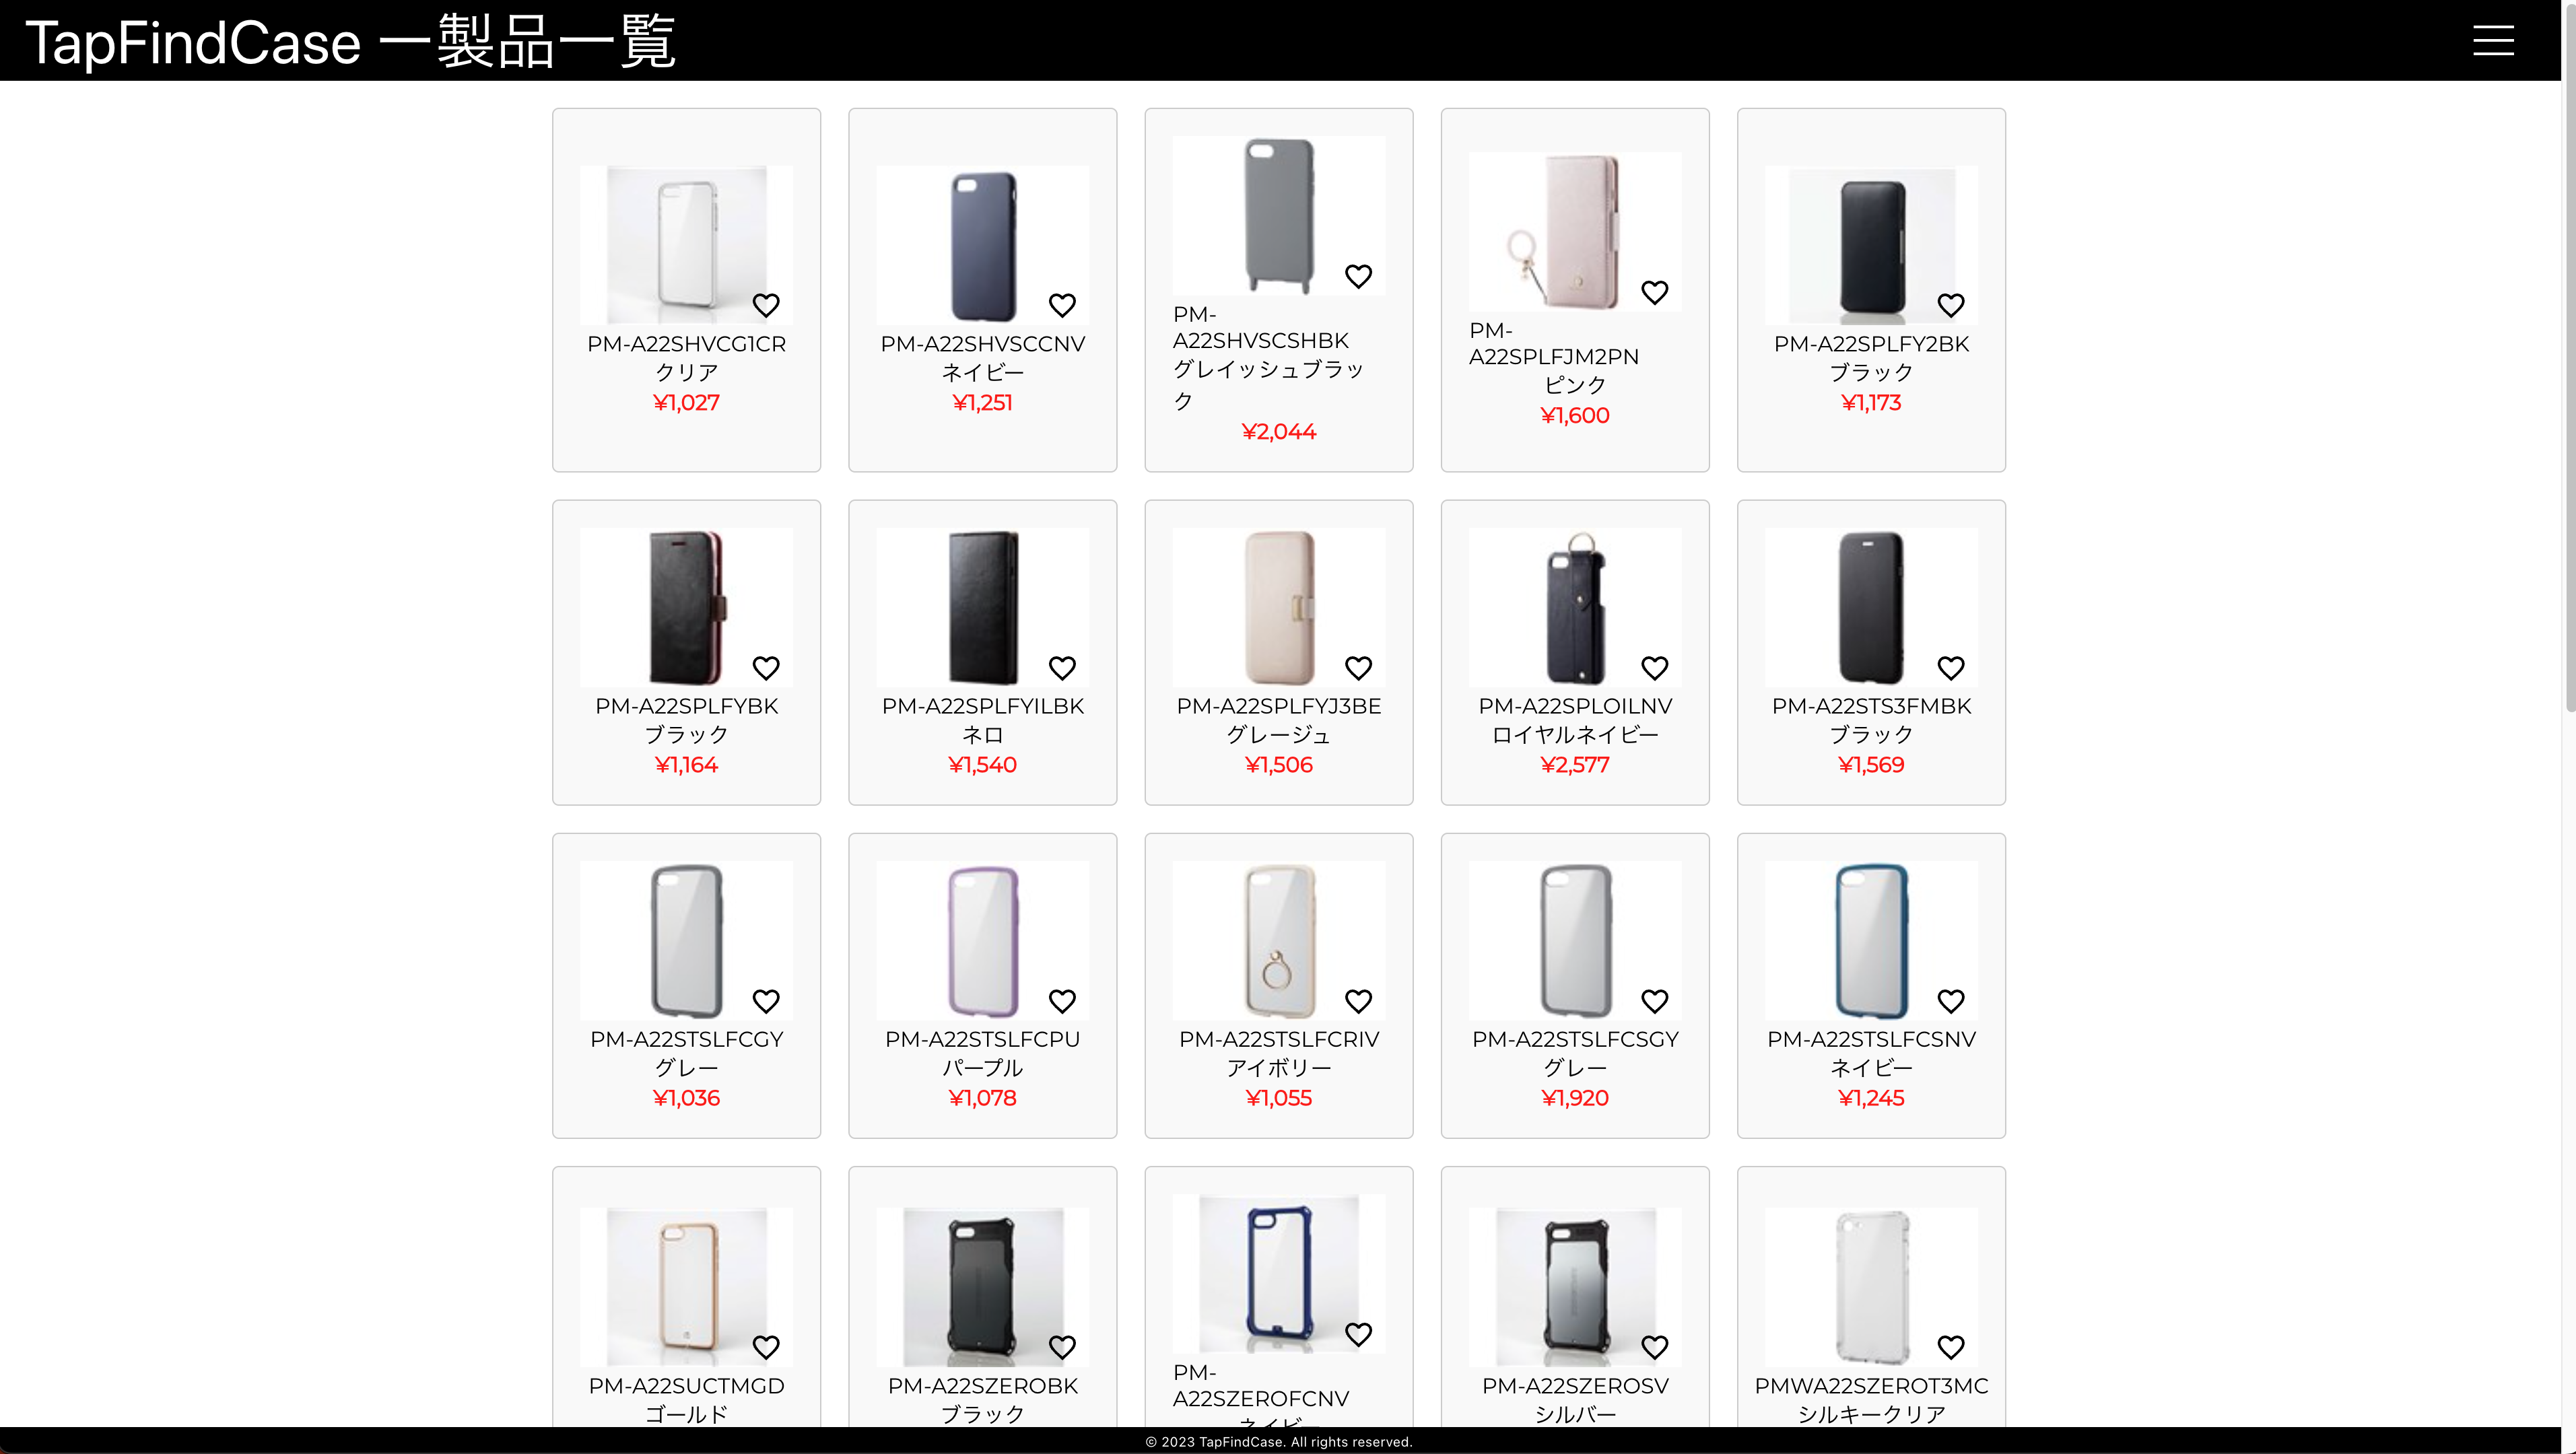 TapFindCase ー製品一覧
PM-A22SHVCG1CR
クリア
¥1,027
PM-A22SHVSCCNV
ネイビー
¥1,251
PM-
A22SHVSCSHBK
グレイッシュブラッ
ク
¥2,044
PM-
A22SPLFJM2PN
ピンク
¥1,600
PM-A22SPLFY2BK
ブラック
¥1,173
PM-A22SPLFYBK
ブラック
¥1,164
PM-A22SPLFYILBK
ネロ
¥1,540
PM-A22SPLFYJ3BE
グレージュ
¥1,506
PM-A22SPLOILNV
ロイヤルネイビー
¥2,577
PM-A22STS3FMBK
ブラック
¥1,569
PM-A22STSLFCGY
グレー
¥1,036
PM-A22STSLFCPU
パープル
¥1,078
PM-A22STSLFCRIV
アイボリー
¥1,055
PM-A22STSLFCSGY
グレー
¥1,920
PM-A22STSLFCSNV
ネイビー
¥1,245
PM-A22SUCTMGD
ゴールド
PM-A22SZEROBK
ブラック
PM-
A22SZEROFCNV
ネイビー
PM-A22SZEROSV
シルバー
PMWA22SZEROT3MC
シルキークリア
© 2023 TapFindCase. All rights reserved.